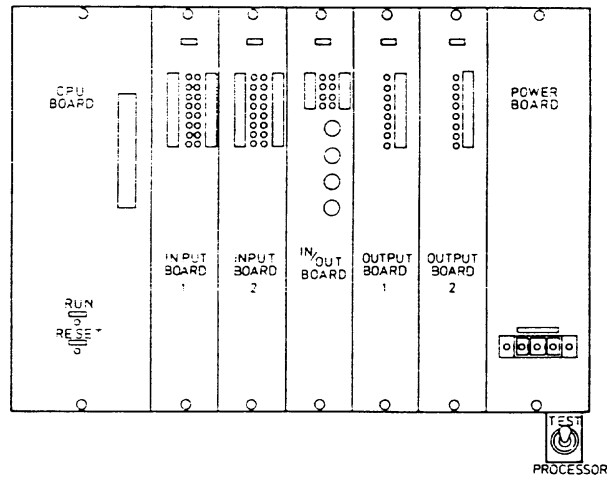 CPU
BOARD
RUN
RESET
INPUT
BOARD
1
INPUT
BOARD
2
IN/OUT
BOARD
OUTPUT
BOARD
1
OUTPUT
BOARD
2
POWER
BOARD
TEST
PROCESSOR